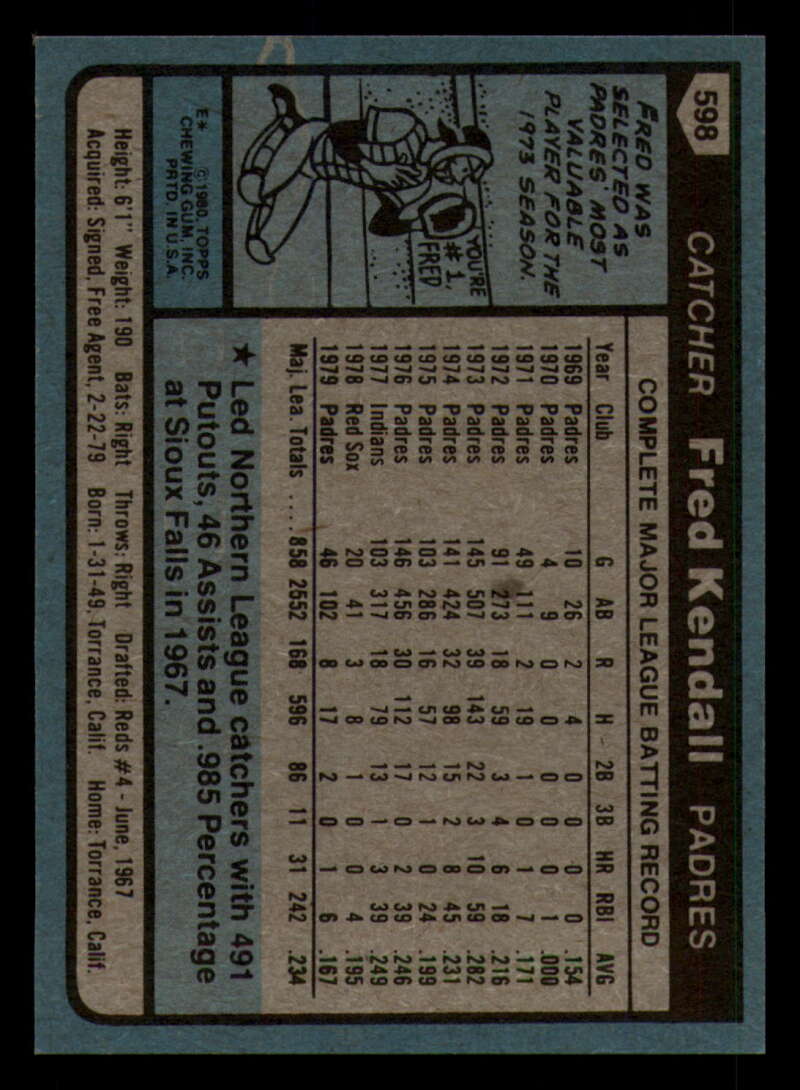 598 CATCHER Fred Kendall PADRES
FRED WAS
SELECTED AS
PADRES' MOST
VALUABLE
PLAYER FOR THE
1973 SEASON.
YOU'RE
#1,
FRED
E* ©1980 TOPPS
CHEWING GUM, INC.
PRTD. IN U.S.A.
COMPLETE MAJOR LEAGUE BATTING RECORD
Year Club G AB R H 2B 3B HR RBI AVG
1969 Padres 10 26 2 4 0 0 0 0 .154
1970 Padres 4 9 0 0 0 0 0 1 .000
1971 Padres 49 111 2 19 1 0 1 7 .171
1972 Padres 91 273 18 59 3 4 6 18 .216
1973 Padres 145 507 39 143 22 3 10 59 .282
1974 Padres 141 424 32 98 15 2 8 45 .231
1975 Padres 103 286 16 57 12 1 0 24 .199
1976 Padres 146 456 30 112 17 0 2 39 .246
1977 Indians 103 317 18 79 13 1 3 39 .249
1978 Red Sox 20 41 3 8 1 0 0 4 .195
1979 Padres 46 102 8 17 2 0 1 6 .167
Maj. Lea. Totals .... 858 2552 168 596 86 11 31 242 .234
★ Led Northern League catchers with 491
Putouts, 46 Assists and .985 Percentage
at Sioux Falls in 1967.
Height: 6'1" Weight: 190 Bats: Right Throws: Right Drafted: Reds #4 - June, 1967
Acquired: Signed, Free Agent, 2-22-79 Born: 1-31-49, Torrance, Calif. Home: Torrance, Calif.